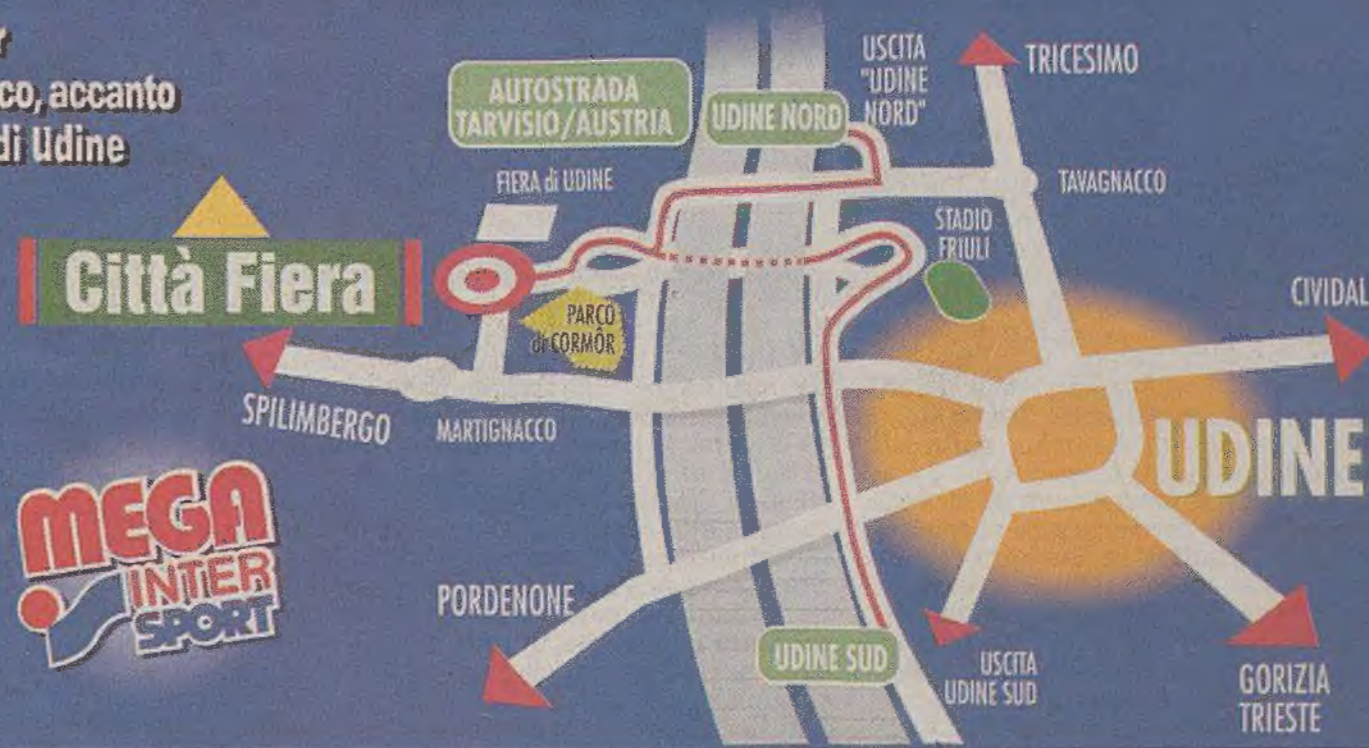 co, accanto
di Udine
AUTOSTRADA
TARVISIO/AUSTRIA
UDINE NORD
USCITA
"UDINE
NORD"
TRICESIMO
FIERA di UDINE
TAVAGNACCO
STADIO
FRIULI
Città Fiera
PARCO
di CORMÔR
CIVIDAL
SPILIMBERGO
MARTIGNACCO
UDINE
MEGA
INTER
SPORT
PORDENONE
UDINE SUD
USCITA
UDINE SUD
GORIZIA
TRIESTE